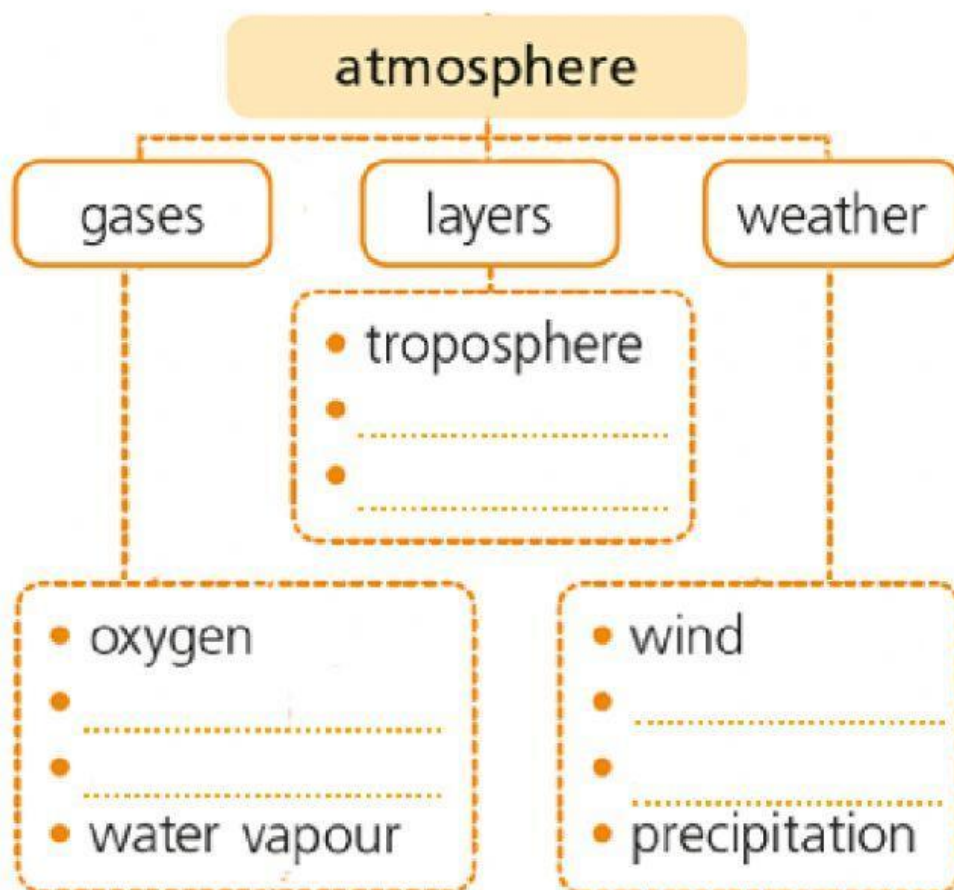 atmosphere
gases
layers
weather
troposphere
oxygen
water vapour
wind
precipitation